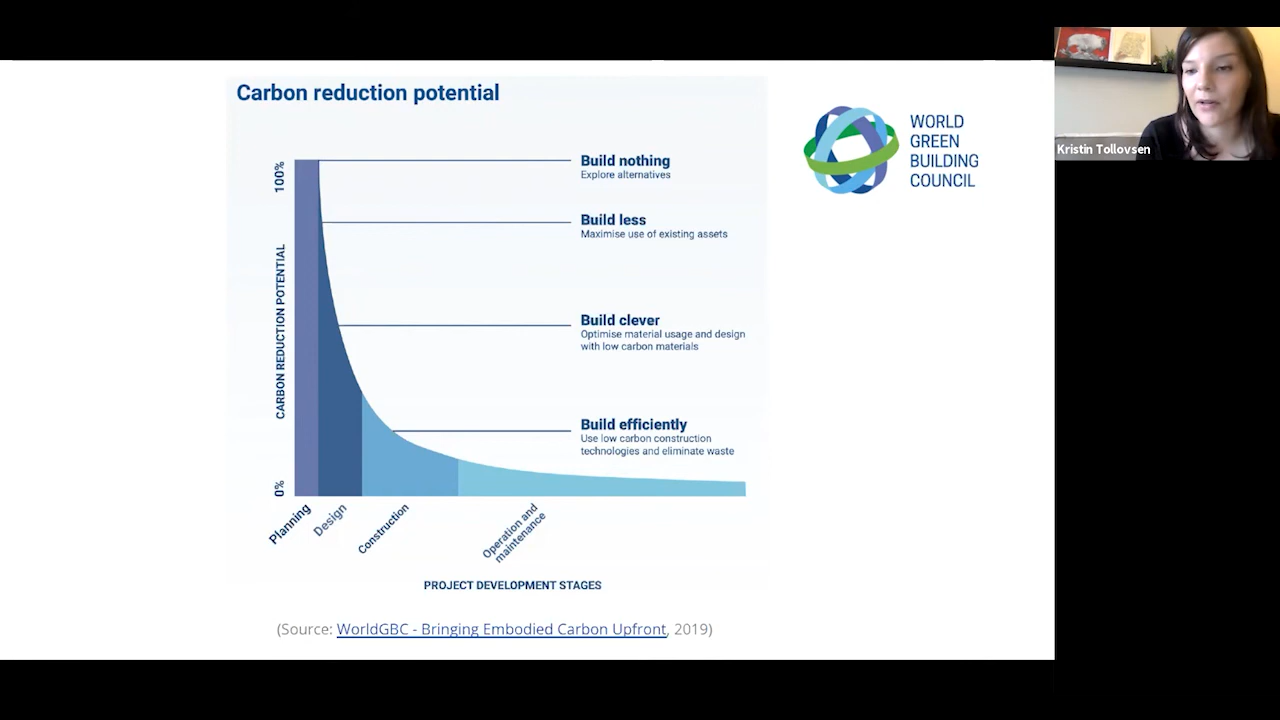 Carbon reduction potential
WORLD
GREEN
BUILDING
COUNCIL
Kristin Tollovsen
100%
CARBON REDUCTION POTENTIAL
0%
Build nothing
Explore alternatives
Build less
Maximise use of existing assets
Build clever
Optimise material usage and design
with low carbon materials
Build efficiently
Use low carbon construction
technologies and eliminate waste
Planning
Design
Construction
Operation and
maintenance
PROJECT DEVELOPMENT STAGES
(Source: WorldGBC - Bringing Embodied Carbon Upfront, 2019)